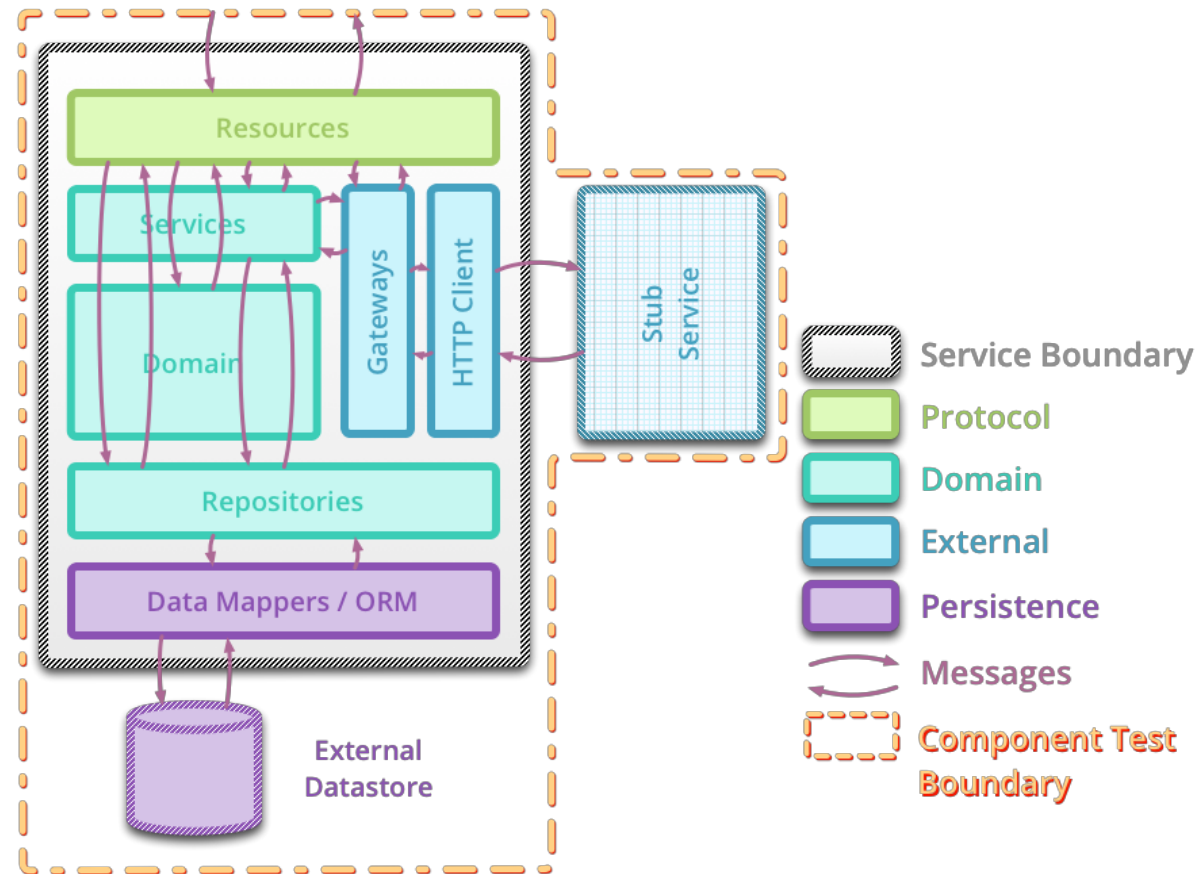 Resources
Services
Gateways
HTTP Client
Stub
Service
Domain
Repositories
Data Mappers / ORM
External
Datastore
Service Boundary
Protocol
Domain
External
Persistence
Messages
Component Test
Boundary